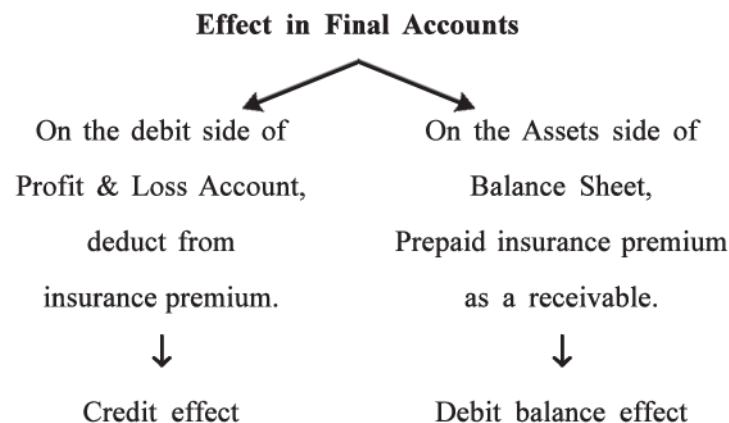 Effect in Final Accounts
On the debit side of
Profit & Loss Account,
deduct from
insurance premium.
Credit effect
On the Assets side of
Balance Sheet,
Prepaid insurance premium
as a receivable.
Debit balance effect